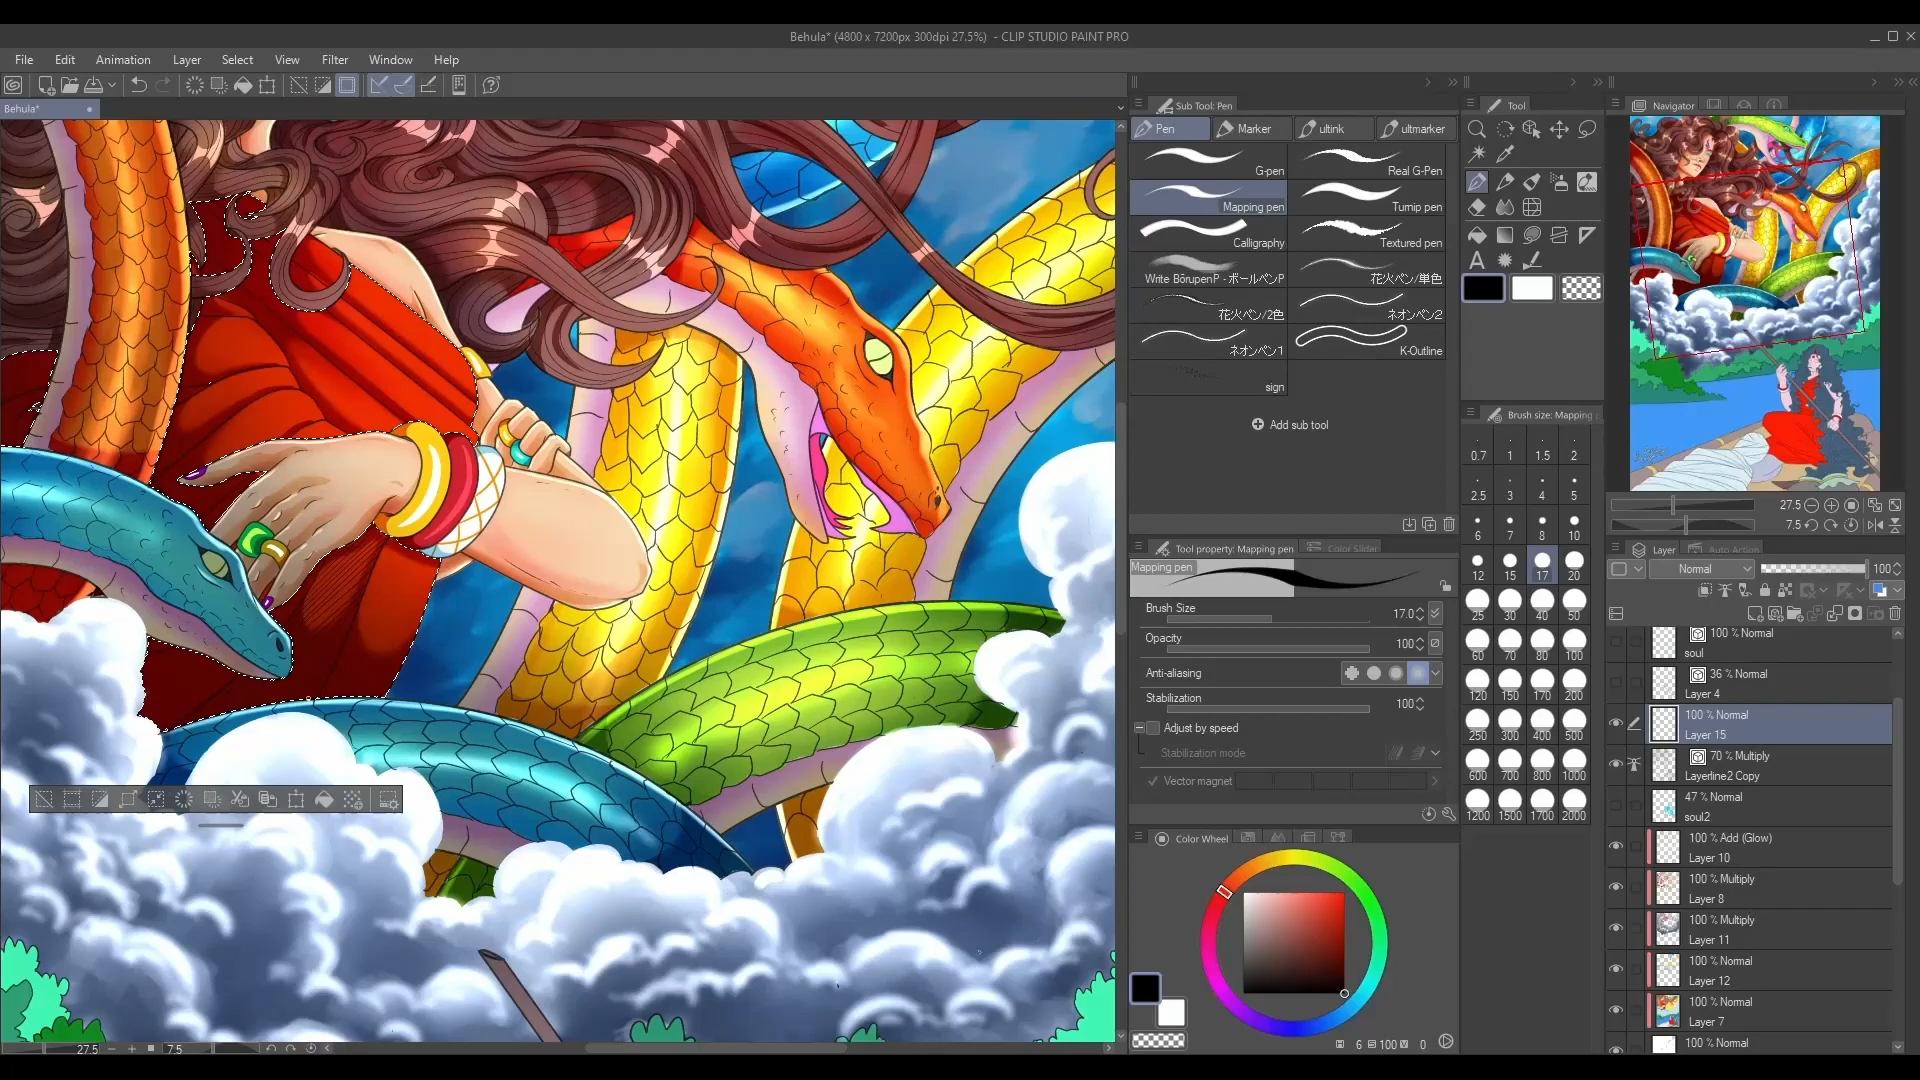 Behula* (4800 x 7200px 300dpi 27.5%) - CLIP STUDIO PAINT PRO
File Edit Animation Layer Select View Filter Window Help
Behula*
Sub Tool: Pen
Pen Marker ultink ultmarker
G-pen Real G-Pen
Mapping pen Turnip pen
Calligraphy Textured pen
Write BōrupenP - ボールペンP 花火ペン/単色
花火ペン/2色 ネオンペン2
ネオンペン1 K-Outline
sign
Add sub tool
Tool property: Mapping pen Color Slider
Mapping pen
Brush Size 17.0
Opacity 100
Anti-aliasing
Stabilization 100
Adjust by speed
Stabilization mode
Vector magnet
Color Wheel
6 100 0
Tool
Brush size: Mapping
0.7 1 1.5 2
2.5 3 4 5
6 7 8 10
12 15 17 20
25 30 40 50
60 70 80 100
120 150 170 200
250 300 400 500
600 700 800 1000
1200 1500 1700 2000
Navigator
27.5
7.5
Layer Auto Action
Normal 100
100 % Normal
soul
36 % Normal
Layer 4
100 % Normal
Layer 15
70 % Multiply
Layerline2 Copy
47 % Normal
soul2
100 % Add (Glow)
Layer 10
100 % Multiply
Layer 8
100 % Multiply
Layer 11
100 % Normal
Layer 12
100 % Normal
Layer 7
100 % Normal
27.5 7.5